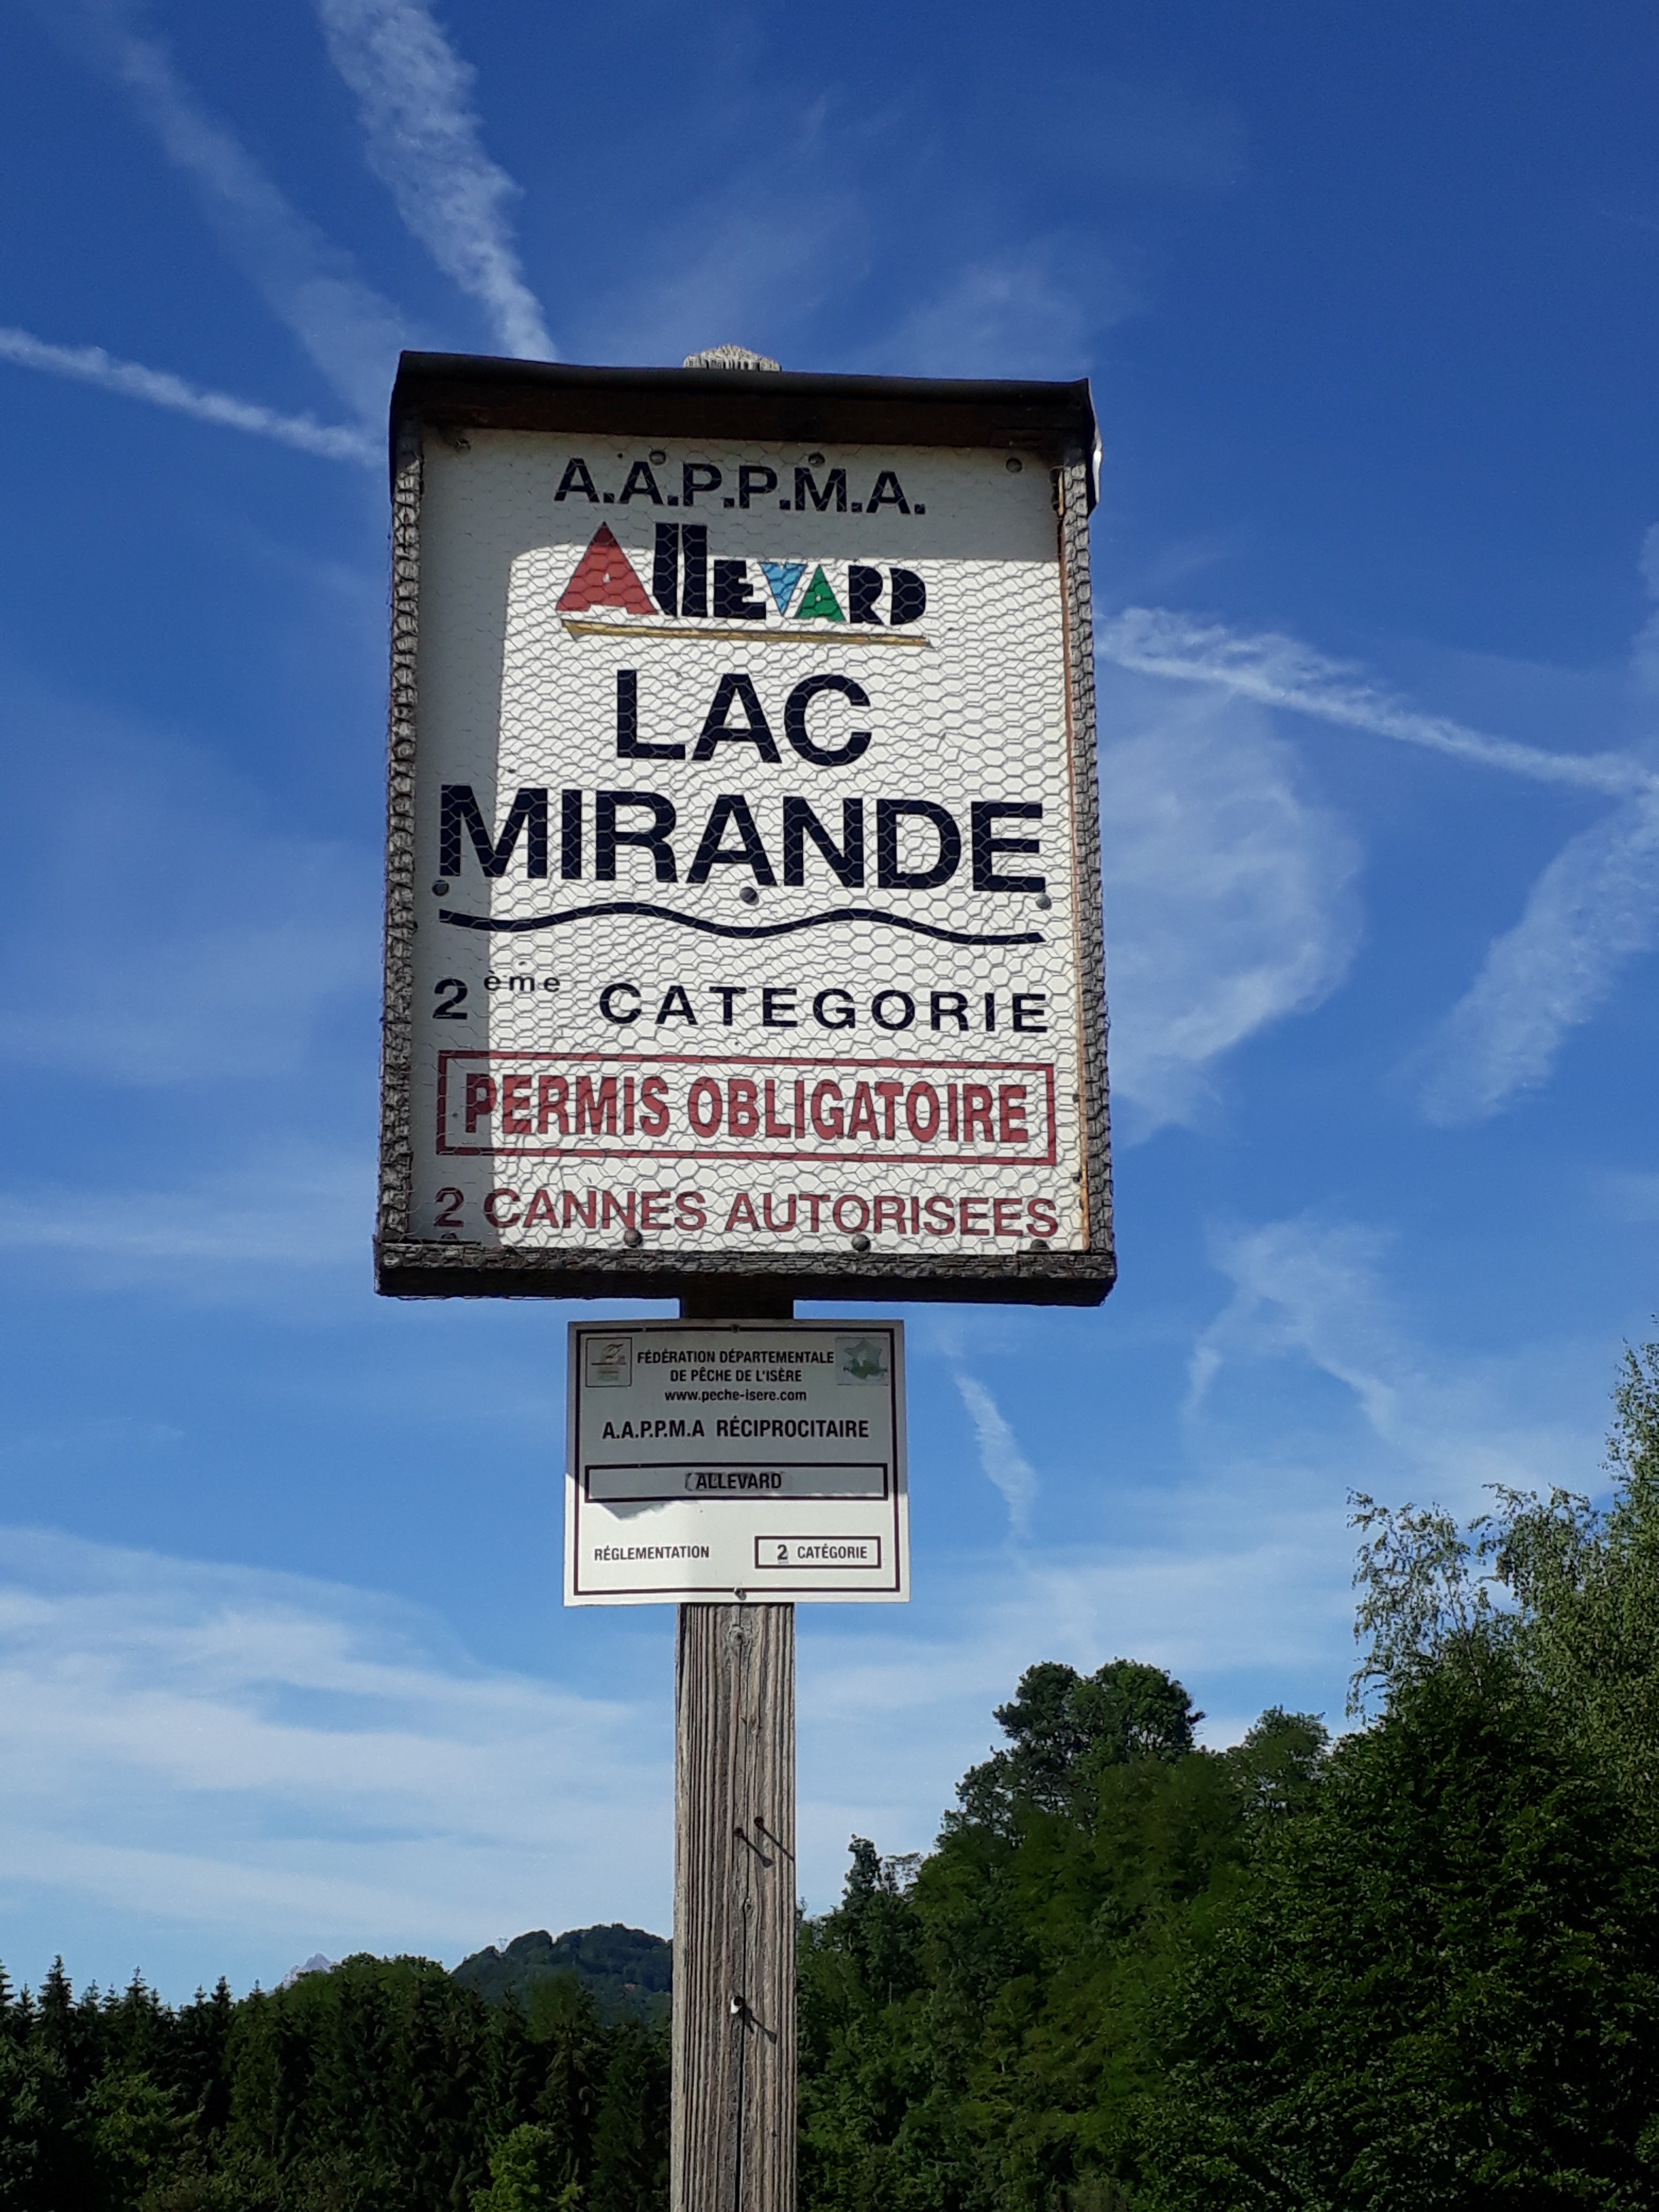 A.A.P.P.M.A.
AllEVARD
LAC
MIRANDE
2ème CATEGORIE
PERMIS OBLIGATOIRE
2 CANNES AUTORISEES
FÉDÉRATION DÉPARTEMENTALE
DE PÊCHE DE L'ISÈRE
www.peche-isere.com
A.A.P.P.M.A RÉCIPROCITAIRE
ALLEVARD
RÉGLEMENTATION 2 CATÉGORIE